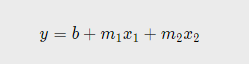 y = b + m₁x₁ + m₂x₂